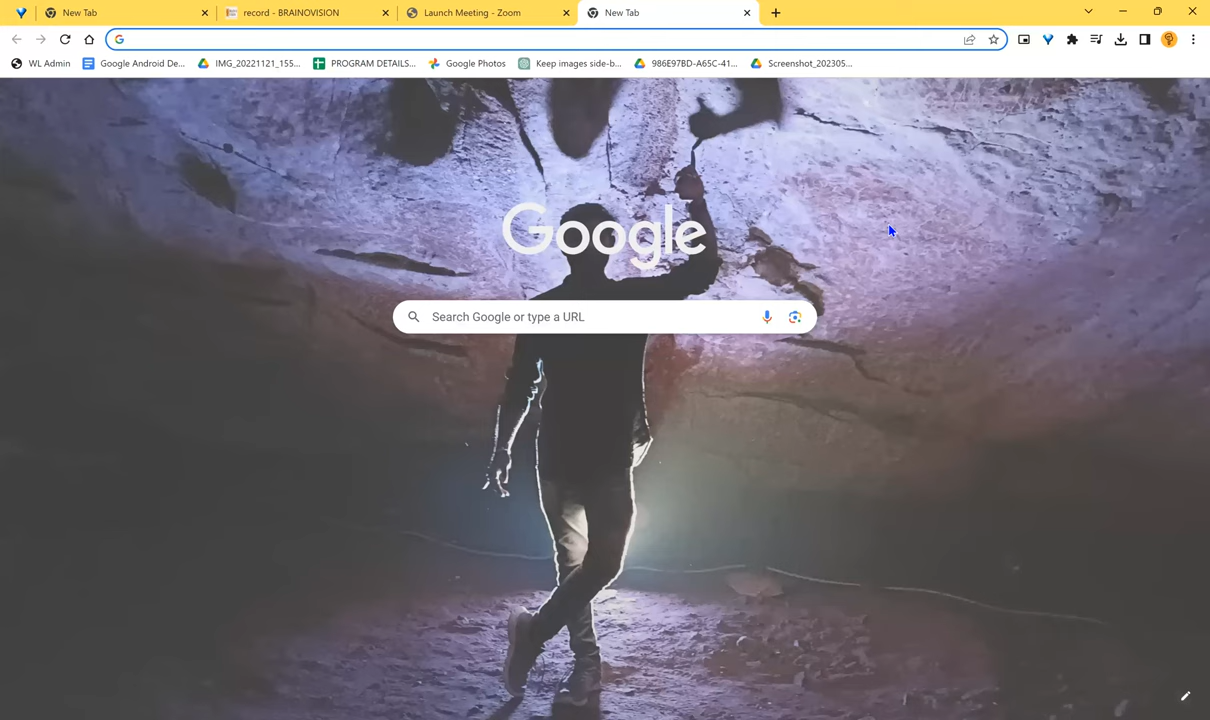 New Tab
record - BRAINOVISION
Launch Meeting - Zoom
New Tab
WL Admin
Google Android De...
IMG_20221121_155...
PROGRAM DETAILS...
Google Photos
Keep images side-b...
986E97BD-A65C-41...
Screenshot_202305...
Google
Search Google or type a URL